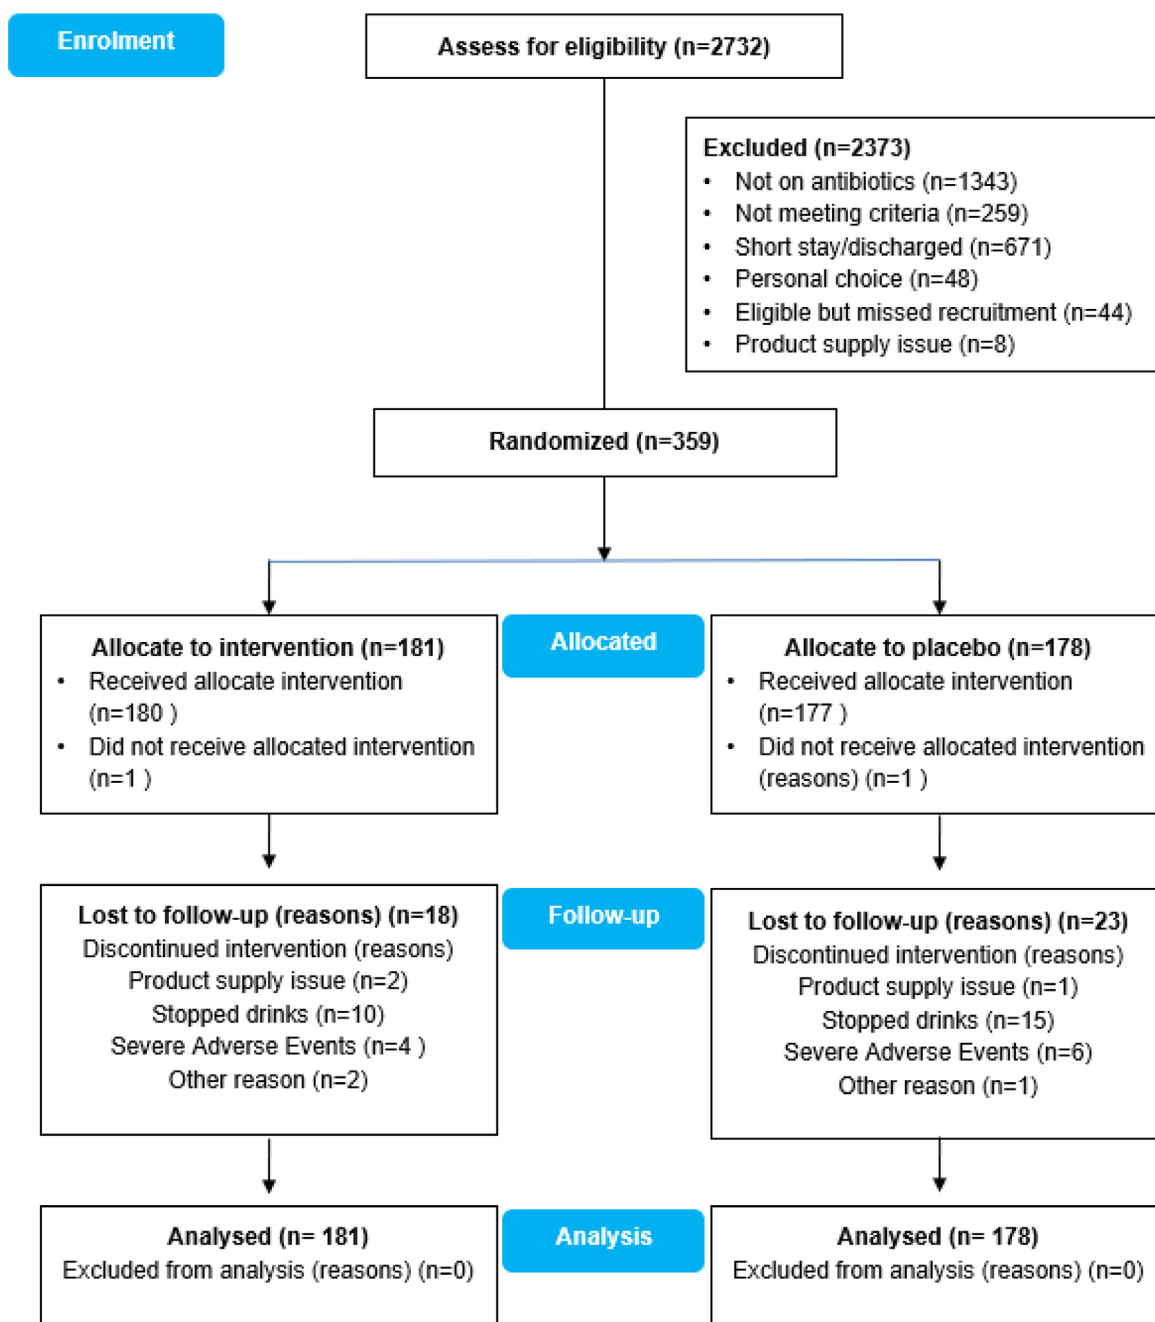 Enrolment
Assess for eligibility (n=2732)
Excluded (n=2373)
• Not on antibiotics (n=1343)
• Not meeting criteria (n=259)
• Short stay/discharged (n=671)
• Personal choice (n=48)
• Eligible but missed recruitment (n=44)
• Product supply issue (n=8)
Randomized (n=359)
Allocate to intervention (n=181)
• Received allocate intervention
(n=180 )
• Did not receive allocated intervention
(n=1 )
Allocated
Allocate to placebo (n=178)
• Received allocate intervention
(n=177 )
• Did not receive allocated intervention
(reasons) (n=1 )
Lost to follow-up (reasons) (n=18)
Discontinued intervention (reasons)
Product supply issue (n=2)
Stopped drinks (n=10)
Severe Adverse Events (n=4 )
Other reason (n=2)
Follow-up
Lost to follow-up (reasons) (n=23)
Discontinued intervention (reasons)
Product supply issue (n=1)
Stopped drinks (n=15)
Severe Adverse Events (n=6)
Other reason (n=1)
Analysed (n= 181)
Excluded from analysis (reasons) (n=0)
Analysis
Analysed (n= 178)
Excluded from analysis (reasons) (n=0)